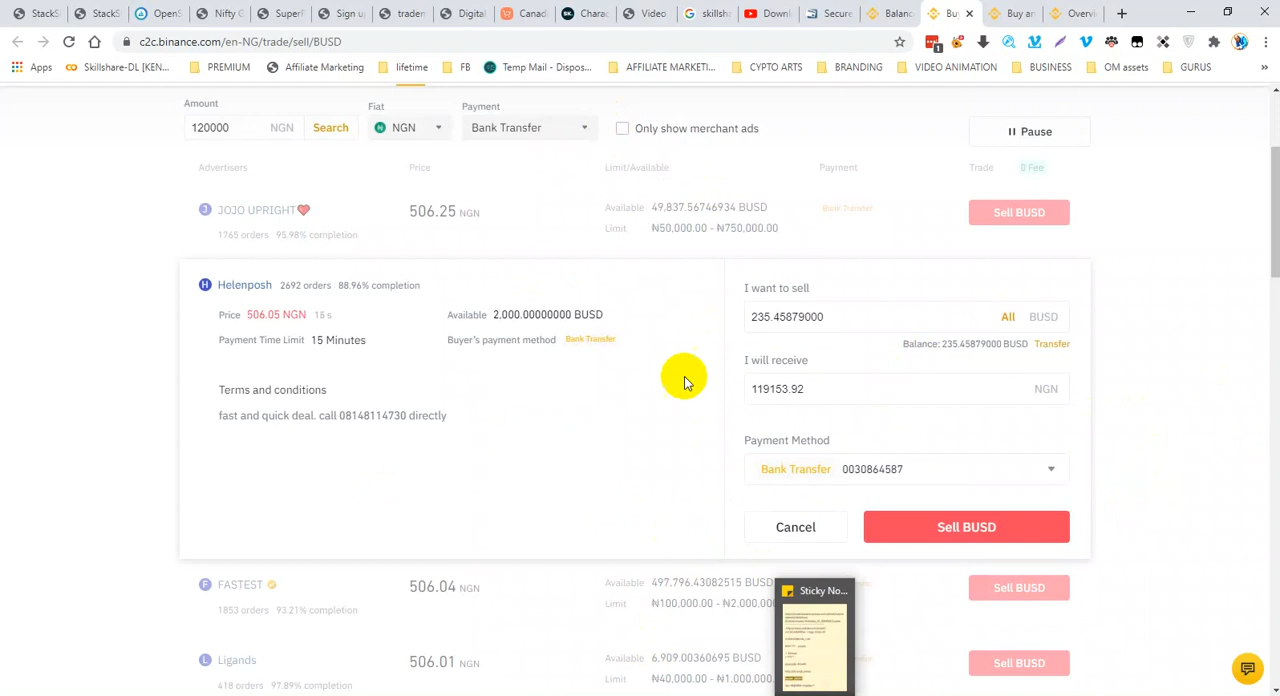 StackS
StackS
OpenS
Nifty G
SuperF
Sign u
traderr
Digital
Canad
Charac
Video
skillsha
Downl
Secure
Balanc
Buy
Buy an
Overvi
c2c.binance.com/en-NG/trade/sell/BUSD
1
Apps
Skillshare-DL [KEN...
PREMIU
Affiliate Marketing
lifetime
FB
Temp Mail - Dispos...
AFFILIATE MARKETI...
CYPTO ARTS
BRANDING
VIDEO ANIMATION
BUSINESS
OM assets
GURUS
»
Amount
Fiat
Payment
120000 NGN Search
NGN
Bank Transfer
Only show merchant ads
Pause
Advertisers Price Limit/Available Payment Trade 0 Fee
JOJO UPRIGHT❤
1765 orders 95.98% completion
506.25 NGN
Available 49,837.56746934 BUSD
Limit ₦50,000.00 - ₦750,000.00
Bank Transfer
Sell BUSD
Helenposh 2692 orders 88.96% completion
Price 506.05 NGN 15 s
Available 2,000.00000000 BUSD
Payment Time Limit 15 Minutes
Buyer's payment method Bank Transfer
Terms and conditions
fast and quick deal. call 08148114730 directly
I want to sell
235.45879000 All BUSD
Balance: 235.45879000 BUSD Transfer
I will receive
119153.92 NGN
Payment Method
Bank Transfer 0030864587
Cancel
Sell BUSD
F FASTEST
1853 orders 93.21% completion
506.04 NGN
Available 497,796.43082515 BUSD
Limit ₦100,000.00 - ₦2,000,000
Sell BUSD
L Ligands
418 orders 97.89% completion
506.01 NGN
Available 6,909.00360695 BUSD
Limit ₦40,000.00 - ₦1,000,000
Sell BUSD
Sticky No...